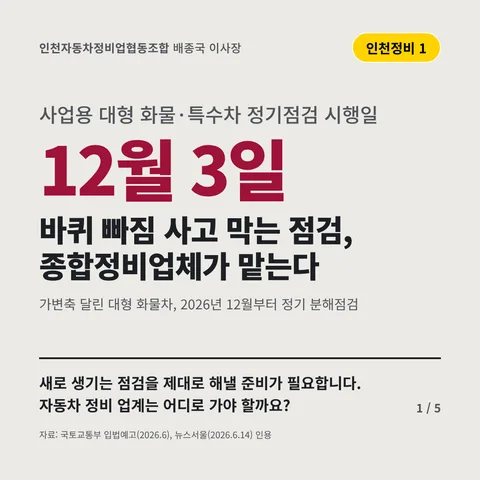 인천자동차정비업협동조합 배종국 이사장
인천정비 1
사업용 대형 화물·특수차 정기점검 시행일
12월 3일
바퀴 빠짐 사고 막는 점검,
종합정비업체가 맡는다
가변축 달린 대형 화물차, 2026년 12월부터 정기 분해점검
새로 생기는 점검을 제대로 해낼 준비가 필요합니다.
자동차 정비 업계는 어디로 가야 할까요?
1 / 5
자료: 국토교통부 입법예고(2026.6), 뉴스서울(2026.6.14) 인용